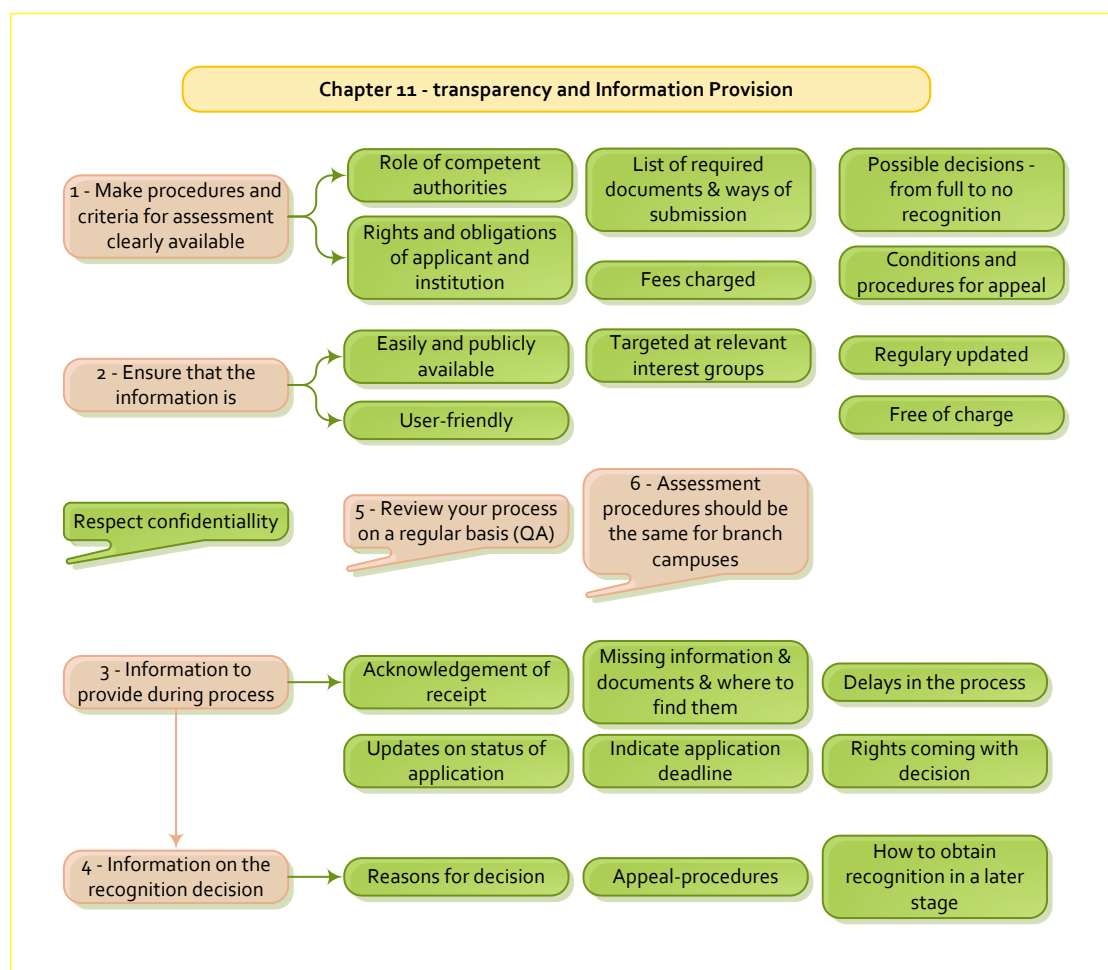 Chapter 11 - transparency and Information Provision
1 - Make procedures and
criteria for assessment
clearly available
Role of competent
authorities
List of required
documents & ways of
submission
Possible decisions -
from full to no
recognition
Rights and obligations
of applicant and
institution
Fees charged
Conditions and
procedures for appeal
2 - Ensure that the
information is
Easily and publicly
available
Targeted at relevant
interest groups
Regulary updated
User-friendly
Free of charge
Respect confidentiallity
5 - Review your process
on a regular basis (QA)
6 - Assessment
procedures should be
the same for branch
campuses
3 - Information to
provide during process
Acknowledgement of
receipt
Missing information &
documents & where to
find them
Delays in the process
Updates on status of
application
Indicate application
deadline
Rights coming with
decision
4 - Information on the
recognition decision
Reasons for decision
Appeal-procedures
How to obtain
recognition in a later
stage